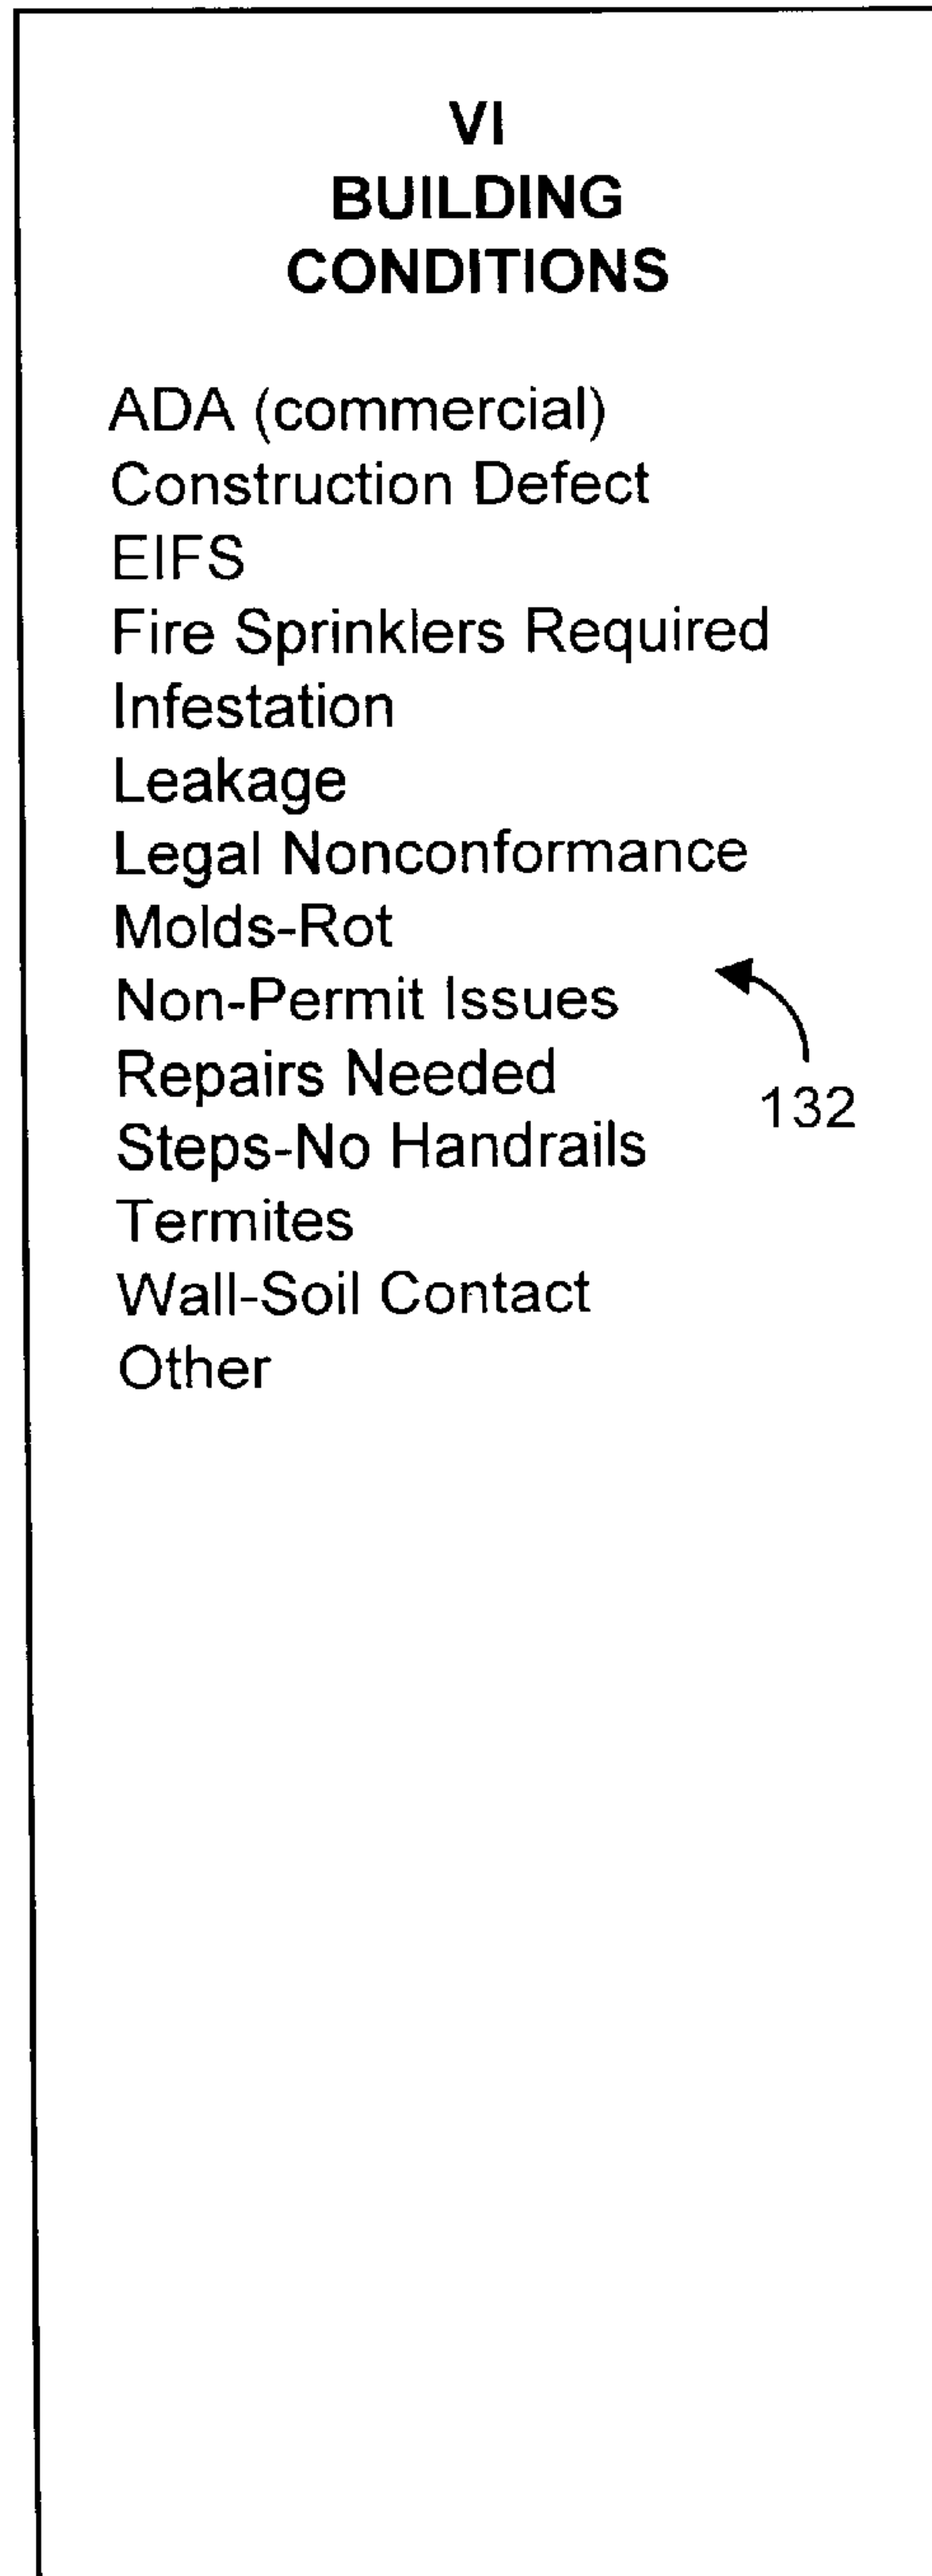 VI
BUILDING
CONDITIONS
ADA (commercial)
Construction Defect
EIFS
Fire Sprinklers Required
Infestation
Leakage
Legal Nonconformance
Molds-Rot
Non-Permit Issues
Repairs Needed
132
Steps-No Handrails
Termites
Wall-Soil Contact
Other